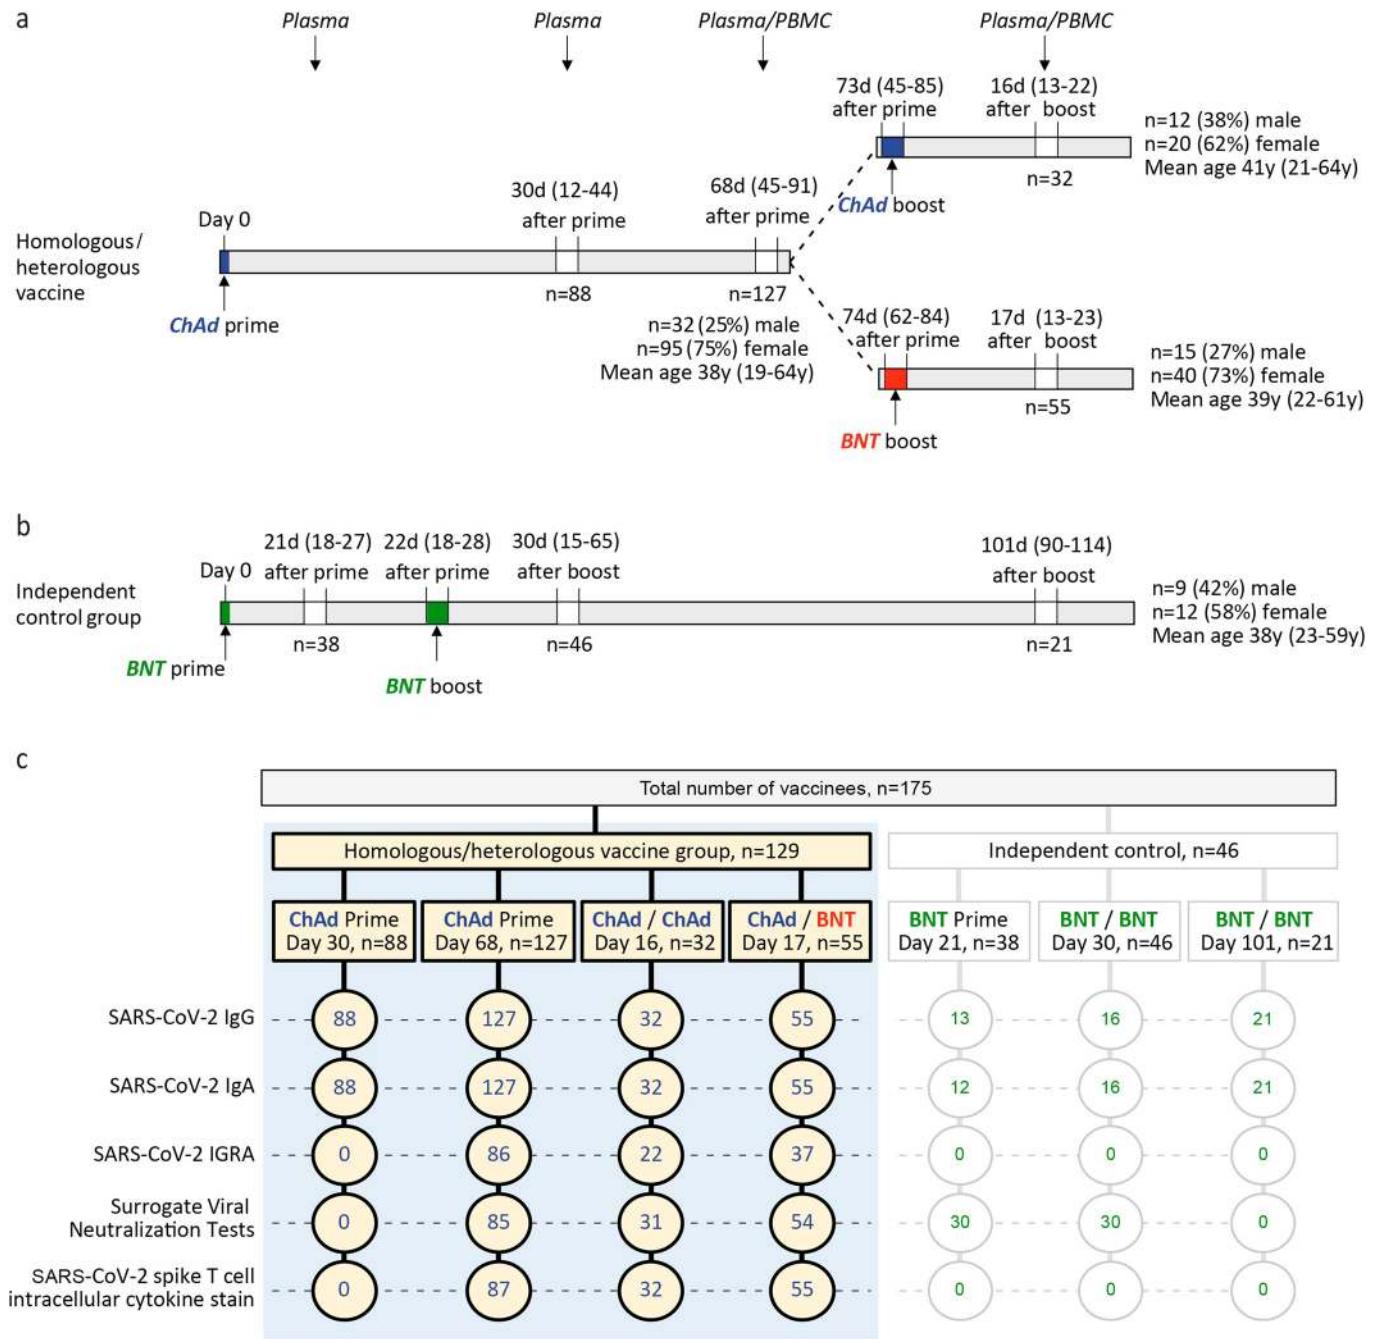 a
Plasma
Plasma
Plasma/PBMC
Plasma/PBMC
73d (45-85)
after prime
16d (13-22)
after boost
n=12 (38%) male
n=20 (62%) female
Mean age 41y (21-64y)
n=32
ChAd boost
Day 0
30d (12-44)
after prime
68d (45-91)
after prime
Homologous/
heterologous
vaccine
n=88
n=127
ChAd prime
n=32 (25%) male
n=95 (75%) female
Mean age 38y (19-64y)
74d (62-84)
after prime
17d (13-23)
after boost
n=15 (27%) male
n=40 (73%) female
Mean age 39y (22-61y)
n=55
BNT boost
b
Day 0
21d (18-27)
after prime
22d (18-28)
after prime
30d (15-65)
after boost
101d (90-114)
after boost
Independent
control group
n=9 (42%) male
n=12 (58%) female
Mean age 38y (23-59y)
n=38
n=46
n=21
BNT prime
BNT boost
c
Total number of vaccinees, n=175
Homologous/heterologous vaccine group, n=129
Independent control, n=46
ChAd Prime
Day 30, n=88
ChAd Prime
Day 68, n=127
ChAd / ChAd
Day 16, n=32
ChAd / BNT
Day 17, n=55
BNT Prime
Day 21, n=38
BNT / BNT
Day 30, n=46
BNT / BNT
Day 101, n=21
SARS-CoV-2 IgG 88 127 32 55 13 16 21
SARS-CoV-2 IgA 88 127 32 55 12 16 21
SARS-CoV-2 IGRA 0 86 22 37 0 0 0
Surrogate Viral
Neutralization Tests 0 85 31 54 30 30 0
SARS-CoV-2 spike T cell
intracellular cytokine stain 0 87 32 55 0 0 0